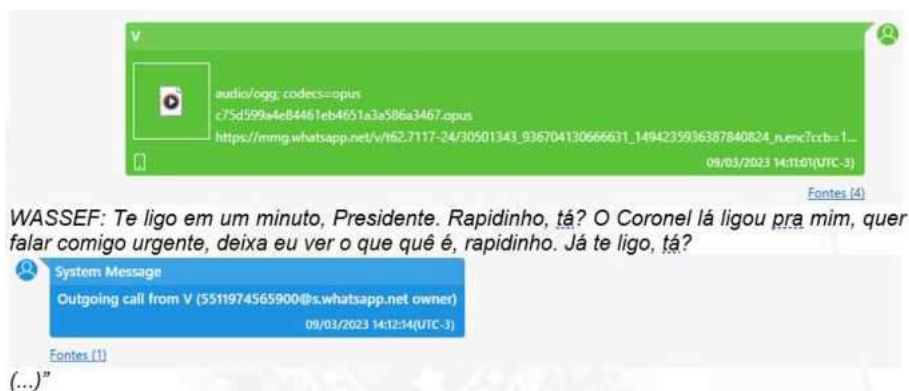 V
audio/ogg; codecs=opus
c75d599a4e84461eb4651a3a586a3467.opus
https://mmg.whatsapp.net/v/t62.7117-24/30501343_936704130666631_1494235936387840824_n.enc?ccb=1...
09/03/2023 14:11:01(UTC-3)
Fontes (4)
WASSEF: Te ligo em um minuto, Presidente. Rapidinho, tá? O Coronel lá ligou pra mim, quer
falar comigo urgente, deixa eu ver o que quê é, rapidinho. Já te ligo, tá?
System Message
Outgoing call from V (5511974565900@s.whatsapp.net owner)
09/03/2023 14:12:14(UTC-3)
Fontes (1)
(...)”